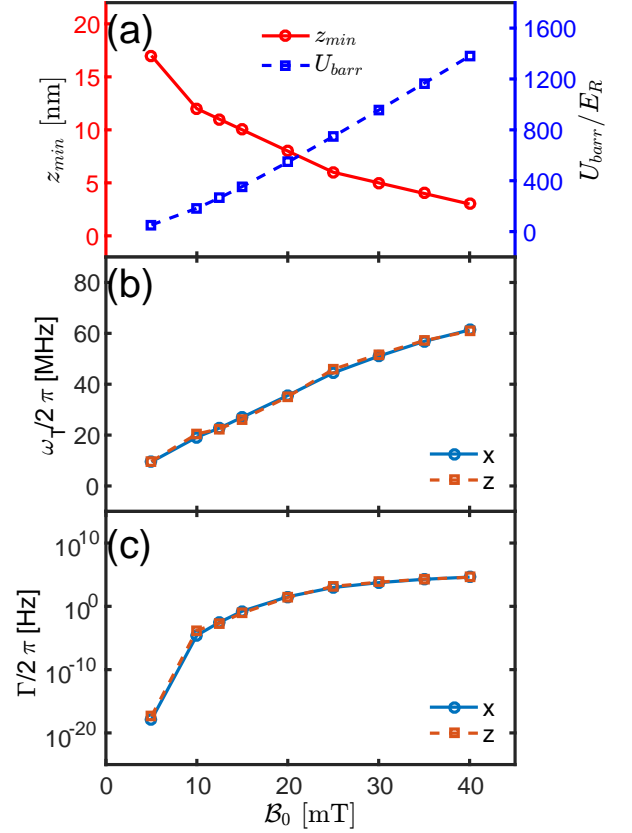 (a)
z_min
U_barr
20
15
10
5
0
z_min [nm]
1600
1200
800
400
0
U_barr/E_R
(b)
80
60
40
20
0
ω_T/2 π [MHz]
x
z
(c)
10^10
10^0
10^-10
10^-20
Γ/2 π [Hz]
x
z
0
10
20
30
40
ℬ_0 [mT]